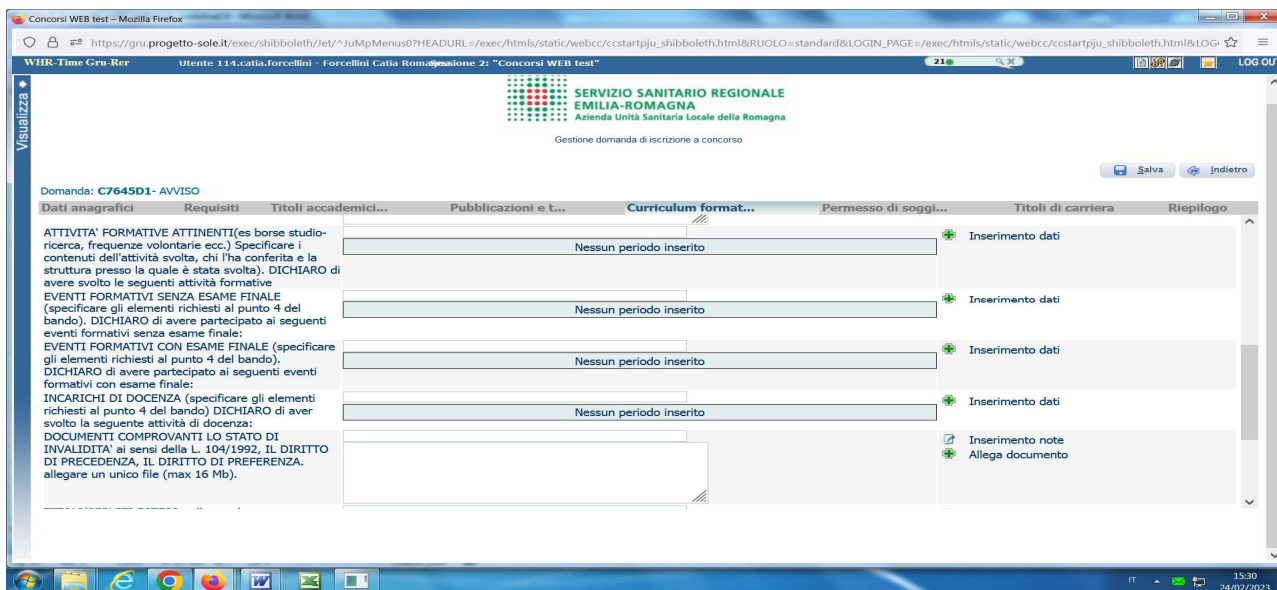 Concorsi WEB test – Mozilla Firefox
https://gru.progetto-sole.it/exec/shibboleth/Jet/^JuMpMenus0?HEADURL=/exec/htmls/static/webcc/ccstartpju_shibboleth.html&RUOLO=standard&LOGIN_PAGE=/exec/htmls/static/webcc/ccstartpju_shibboleth.html&LOG
WHR-Time Gru-Rer Utente 114.catia.forcellini - Forcellini Catia Sessione 2: "Concorsi WEB test" 21 LOG OU
Visualizza
SERVIZIO SANITARIO REGIONALE
EMILIA-ROMAGNA
Azienda Unità Sanitaria Locale della Romagna
Gestione domanda di iscrizione a concorso
Salva Indietro
Domanda: C7645D1- AVVISO
Dati anagrafici Requisiti Titoli accademici... Pubblicazioni e t... Curriculum format... Permesso di soggi... Titoli di carriera Riepilogo
ATTIVITA' FORMATIVE ATTINENTI(es borse studio-
ricerca, frequenze volontarie ecc.) Specificare i
contenuti dell'attività svolta, chi l'ha conferita e la
struttura presso la quale è stata svolta). DICHIARO di
avere svolto le seguenti attività formative
Nessun periodo inserito
Inserimento dati
EVENTI FORMATIVI SENZA ESAME FINALE
(specificare gli elementi richiesti al punto 4 del
bando). DICHIARO di avere partecipato ai seguenti
eventi formativi senza esame finale:
Nessun periodo inserito
Inserimento dati
EVENTI FORMATIVI CON ESAME FINALE (specificare
gli elementi richiesti al punto 4 del bando).
DICHIARO di avere partecipato ai seguenti eventi
formativi con esame finale:
Nessun periodo inserito
Inserimento dati
INCARICHI DI DOCENZA (specificare gli elementi
richiesti al punto 4 del bando) DICHIARO di aver
svolto la seguente attività di docenza:
Nessun periodo inserito
Inserimento dati
DOCUMENTI COMPROVANTI LO STATO DI
INVALIDITA' ai sensi della L. 104/1992, IL DIRITTO
DI PRECEDENZA, IL DIRITTO DI PREFERENZA.
allegare un unico file (max 16 Mb).
Inserimento note
Allega documento
IT
15:30
24/02/2023